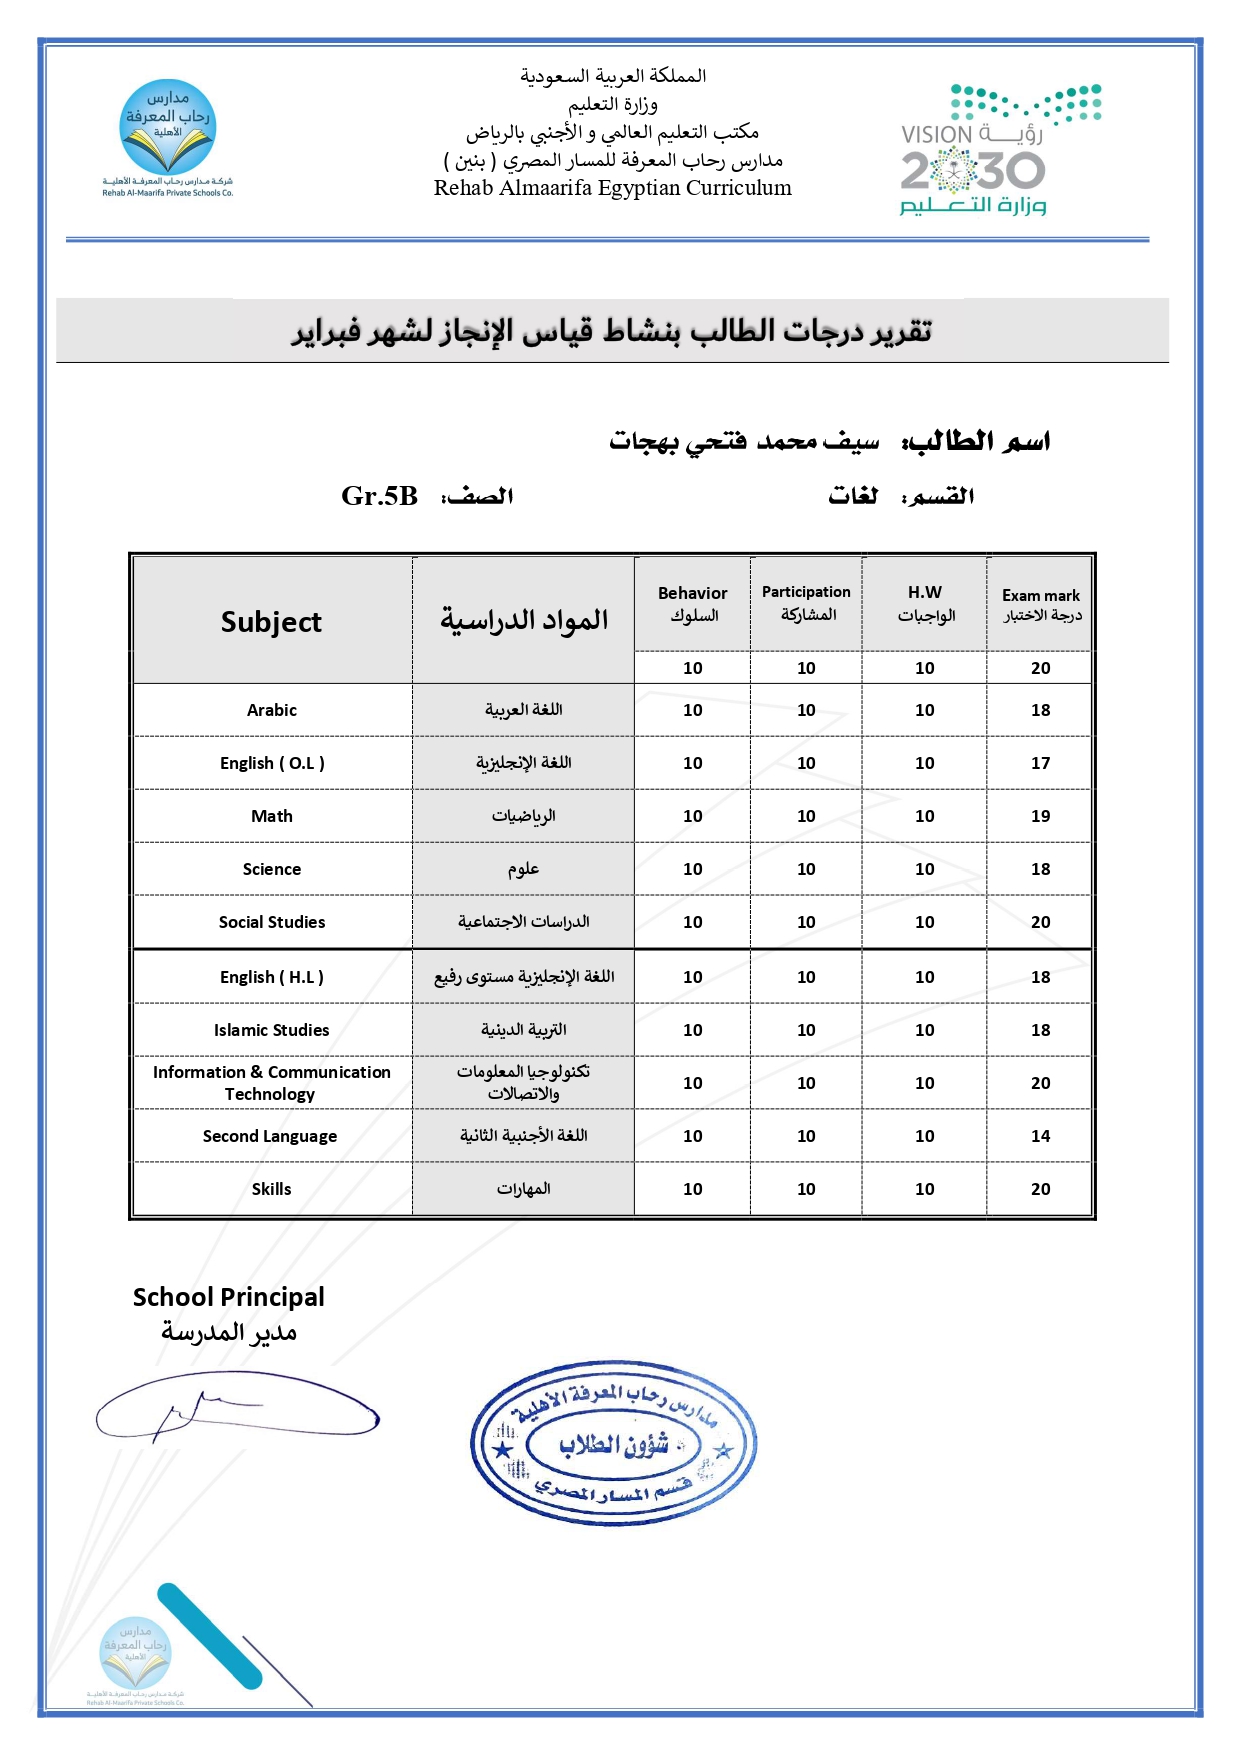 مدارس
رحاب المعرفة
الأهلية
شركة مدارس رحاب المعرفة الأهلية
Rehab Al-Maarifa Private Schools Co.
المملكة العربية السعودية
وزارة التعليم
مكتب التعليم العالمي و الأجنبي بالرياض
مدارس رحاب المعرفة للمسار المصري ( بنين )
Rehab Almaarifa Egyptian Curriculum
VISION رؤيـــة
2030
وزارة التعـــليم
تقرير درجات الطالب بنشاط قياس الإنجاز لشهر فبراير
اسم الطالب: سيف محمد فتحي بهجات
القسم: لغات الصف: Gr.5B
Subject المواد الدراسية Behavior السلوك Participation المشاركة H.W الواجبات Exam mark درجة الاختبار
10 10 10 20
Arabic اللغة العربية 10 10 10 18
English ( O.L ) اللغة الإنجليزية 10 10 10 17
Math الرياضيات 10 10 10 19
Science علوم 10 10 10 18
Social Studies الدراسات الاجتماعية 10 10 10 20
English ( H.L ) اللغة الإنجليزية مستوى رفيع 10 10 10 18
Islamic Studies التربية الدينية 10 10 10 18
Information & Communication Technology تكنولوجيا المعلومات والاتصالات 10 10 10 20
Second Language اللغة الأجنبية الثانية 10 10 10 14
Skills المهارات 10 10 10 20
School Principal
مدير المدرسة
مدارس رحاب المعرفة الأهلية
شؤون الطلاب
قسم المسار المصري
مدارس
رحاب المعرفة
الأهلية
شركة مدارس رحاب المعرفة الأهلية
Rehab Al-Maarifa Private Schools Co.